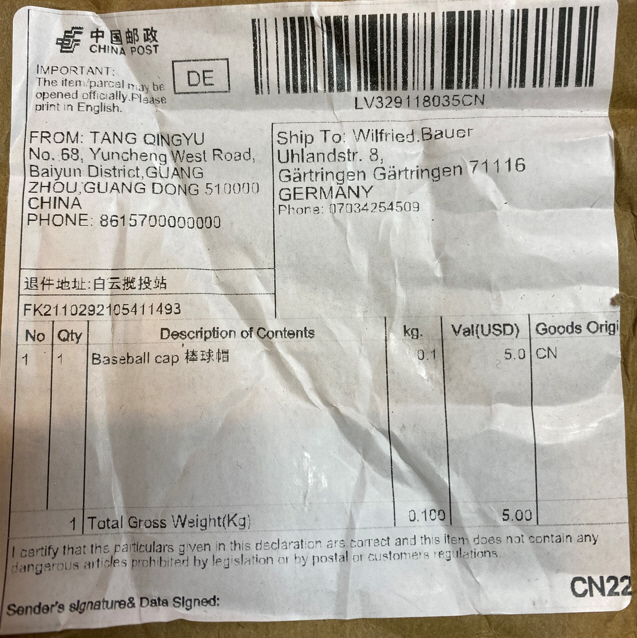 中国邮政
CHINA POST
IMPORTANT:
The item/parcel may be
opened officially.Please
print in English.
DE
LV329118035CN
FROM: TANG QINGYU
No. 68, Yuncheng West Road,
Baiyun District,GUANG
ZHOU,GUANG DONG 510000
CHINA
PHONE: 8615700000000
Ship To: Wilfried.Bauer
Uhlandstr. 8,
Gärtringen Gärtringen 71116
GERMANY
Phone: 07034254509
退件地址:白云揽投站
FK2110292105411493
No Qty Description of Contents kg. Val(USD) Goods Origi
1 1 Baseball cap 棒球帽 0.1 5.0 CN
1 Total Gross Weight(Kg) 0.100 5.00
I certify that the particulars given in this declaration are correct and this item does not contain any
dangerous articles prohibited by legislation or by postal or customers regulations.
CN22
Sender's signature& Data Signed: